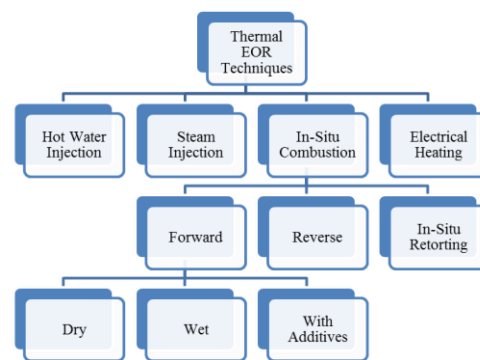 Thermal
EOR
Techniques
Hot Water
Injection
Steam
Injection
In-Situ
Combustion
Electrical
Heating
Forward
Reverse
In-Situ
Retorting
Dry
Wet
With
Additives